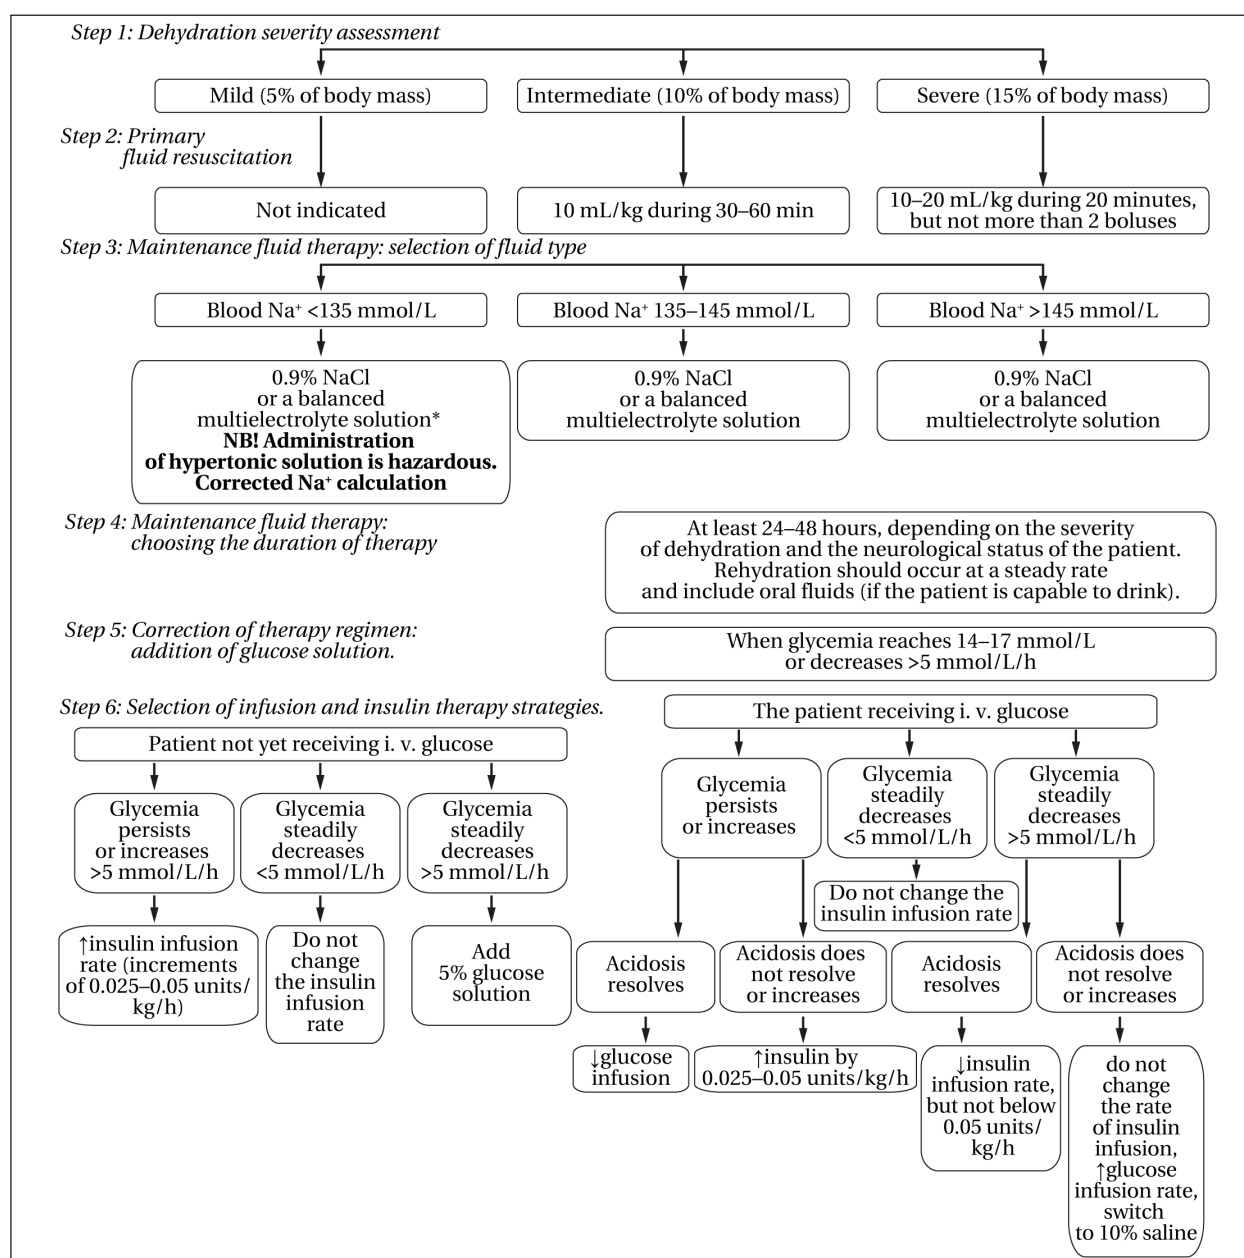 Step 1: Dehydration severity assessment
Mild (5% of body mass)
Intermediate (10% of body mass)
Severe (15% of body mass)
Step 2: Primary
fluid resuscitation
Not indicated
10 mL/kg during 30–60 min
10–20 mL/kg during 20 minutes,
but not more than 2 boluses
Step 3: Maintenance fluid therapy: selection of fluid type
Blood Na⁺ <135 mmol/L
Blood Na⁺ 135–145 mmol/L
Blood Na⁺ >145 mmol/L
0.9% NaCl
or a balanced
multielectrolyte solution*
NB! Administration
of hypertonic solution is hazardous.
Corrected Na⁺ calculation
0.9% NaCl
or a balanced
multielectrolyte solution
0.9% NaCl
or a balanced
multielectrolyte solution
Step 4: Maintenance fluid therapy:
choosing the duration of therapy
At least 24–48 hours, depending on the severity
of dehydration and the neurological status of the patient.
Rehydration should occur at a steady rate
and include oral fluids (if the patient is capable to drink).
Step 5: Correction of therapy regimen:
addition of glucose solution.
When glycemia reaches 14–17 mmol/L
or decreases >5 mmol/L/h
Step 6: Selection of infusion and insulin therapy strategies.
Patient not yet receiving i. v. glucose
Glycemia
persists
or increases
>5 mmol/L/h
Glycemia
steadily
decreases
<5 mmol/L/h
Glycemia
steadily
decreases
>5 mmol/L/h
↑insulin infusion
rate (increments
of 0.025–0.05 units/
kg/h)
Do not
change
the insulin
infusion
rate
Add
5% glucose
solution
The patient receiving i. v. glucose
Glycemia
persists
or increases
Glycemia
steadily
decreases
<5 mmol/L/h
Glycemia
steadily
decreases
>5 mmol/L/h
Do not change the
insulin infusion rate
Acidosis
resolves
Acidosis does
not resolve
or increases
Acidosis
resolves
Acidosis does
not resolve
or increases
↓glucose
infusion
↑insulin by
0.025–0.05 units/kg/h
↓insulin
infusion rate,
but not below
0.05 units/
kg/h
do not
change
the rate
of insulin
infusion,
↑glucose
infusion rate,
switch
to 10% saline